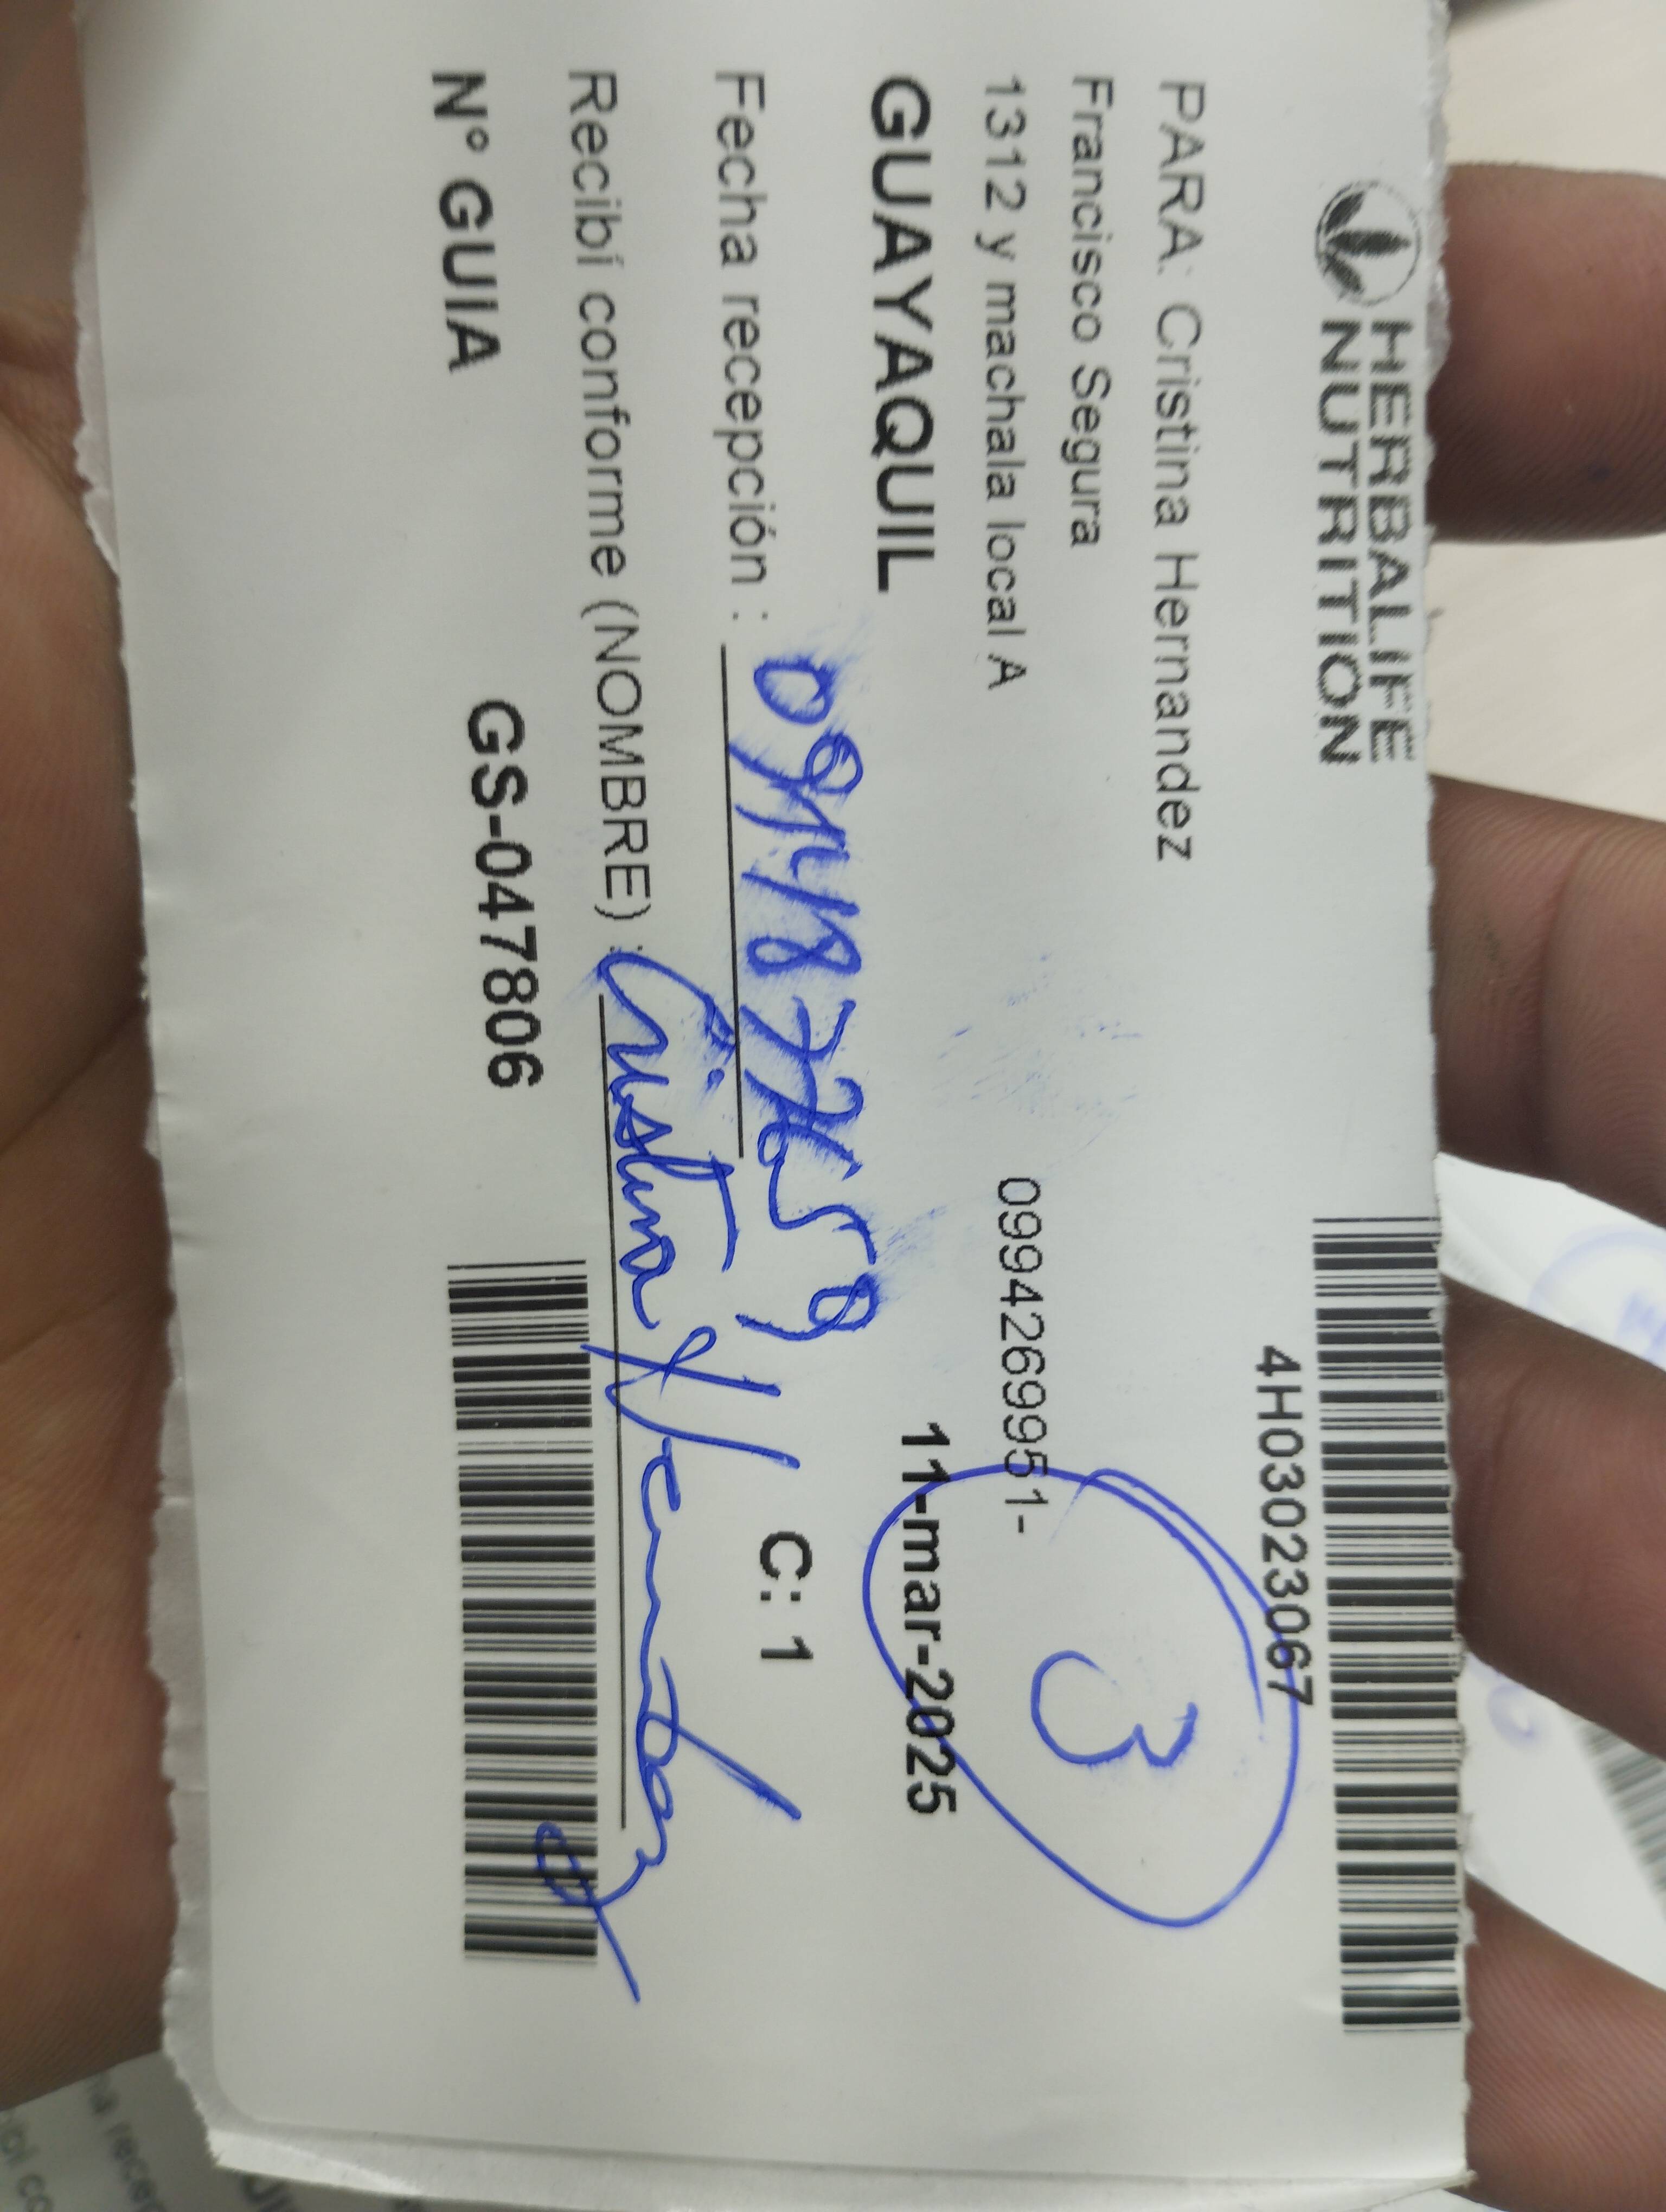 HERBALIFE
NUTRITION
4H03023067
PARA: Cristina Hernandez
Francisco Segura
1312 y machala local A
0994269951-
3
GUAYAQUIL
11-mar-2025
Fecha recepción :
C: 1
Recibí conforme (NOMBRE) : Cristina Hernandez
N° GUIA GS-047806